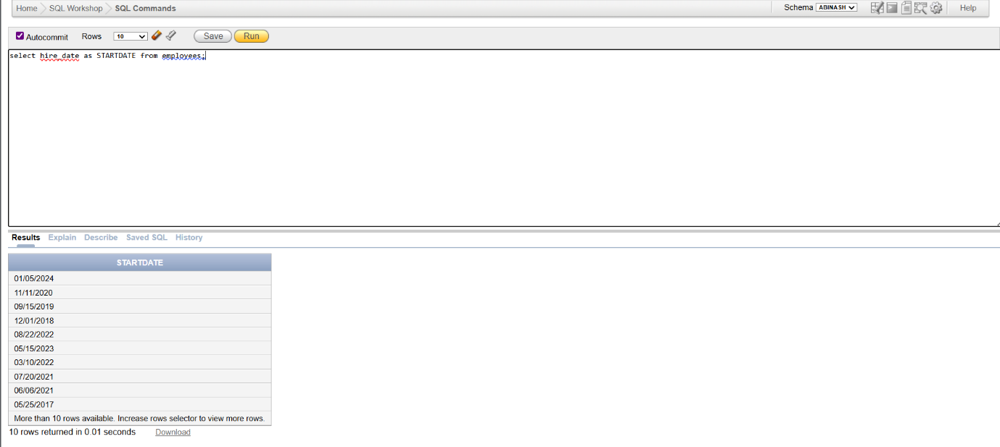 Home SQL Workshop SQL Commands Schema ABINASH Help
Autocommit Rows 10 Save Run
select hire_date as STARTDATE from employees;
Results Explain Describe Saved SQL History
STARTDATE
01/05/2024
11/11/2020
09/15/2019
12/01/2018
08/22/2022
05/15/2023
03/10/2022
07/20/2021
06/06/2021
05/25/2017
More than 10 rows available. Increase rows selector to view more rows.
10 rows returned in 0.01 seconds Download